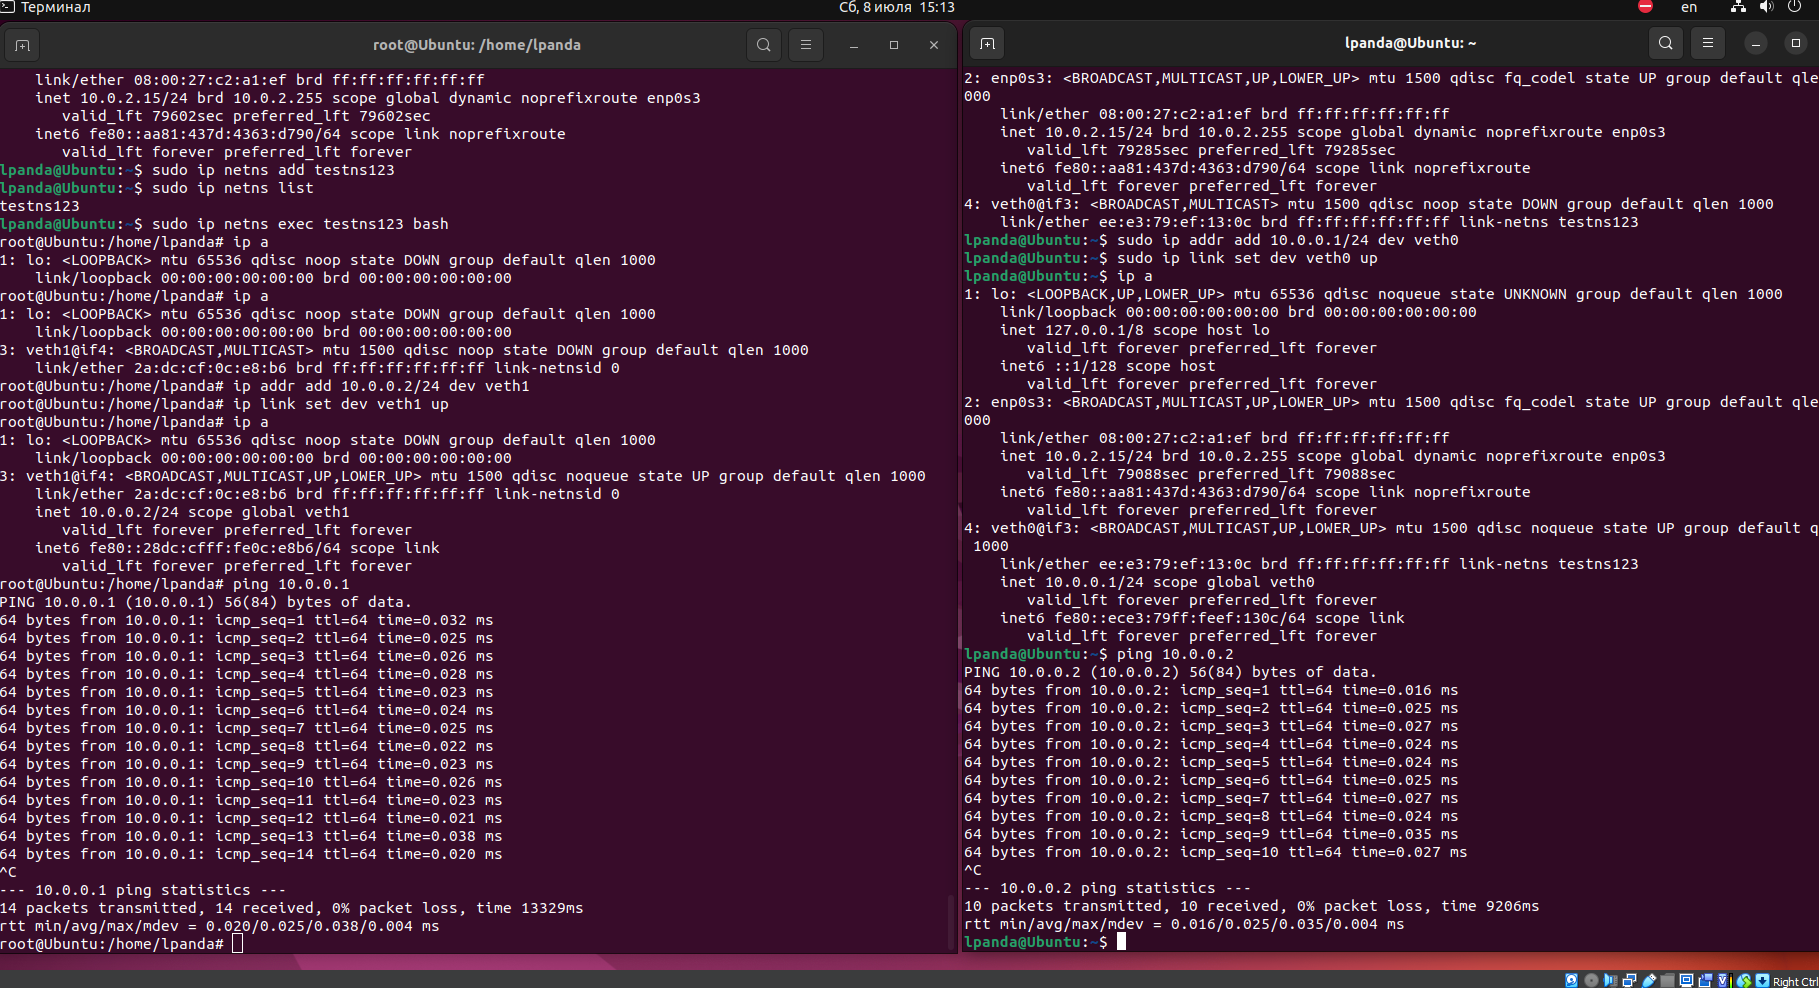 Терминал
Сб, 8 июля 15:13
en
root@Ubuntu: /home/lpanda
link/ether 08:00:27:c2:a1:ef brd ff:ff:ff:ff:ff:ff
inet 10.0.2.15/24 brd 10.0.2.255 scope global dynamic noprefixroute enp0s3
valid_lft 79602sec preferred_lft 79602sec
inet6 fe80::aa81:437d:4363:d790/64 scope link noprefixroute
valid_lft forever preferred_lft forever
lpanda@Ubuntu:~$ sudo ip netns add testns123
lpanda@Ubuntu:~$ sudo ip netns list
testns123
lpanda@Ubuntu:~$ sudo ip netns exec testns123 bash
root@Ubuntu:/home/lpanda# ip a
1: lo: <LOOPBACK> mtu 65536 qdisc noop state DOWN group default qlen 1000
link/loopback 00:00:00:00:00:00 brd 00:00:00:00:00:00
root@Ubuntu:/home/lpanda# ip a
1: lo: <LOOPBACK> mtu 65536 qdisc noop state DOWN group default qlen 1000
link/loopback 00:00:00:00:00:00 brd 00:00:00:00:00:00
3: veth1@if4: <BROADCAST,MULTICAST> mtu 1500 qdisc noop state DOWN group default qlen 1000
link/ether 2a:dc:cf:0c:e8:b6 brd ff:ff:ff:ff:ff:ff link-netnsid 0
root@Ubuntu:/home/lpanda# ip addr add 10.0.0.2/24 dev veth1
root@Ubuntu:/home/lpanda# ip link set dev veth1 up
root@Ubuntu:/home/lpanda# ip a
1: lo: <LOOPBACK> mtu 65536 qdisc noop state DOWN group default qlen 1000
link/loopback 00:00:00:00:00:00 brd 00:00:00:00:00:00
3: veth1@if4: <BROADCAST,MULTICAST,UP,LOWER_UP> mtu 1500 qdisc noqueue state UP group default qlen 1000
link/ether 2a:dc:cf:0c:e8:b6 brd ff:ff:ff:ff:ff:ff link-netnsid 0
inet 10.0.0.2/24 scope global veth1
valid_lft forever preferred_lft forever
inet6 fe80::28dc:cfff:fe0c:e8b6/64 scope link
valid_lft forever preferred_lft forever
root@Ubuntu:/home/lpanda# ping 10.0.0.1
PING 10.0.0.1 (10.0.0.1) 56(84) bytes of data.
64 bytes from 10.0.0.1: icmp_seq=1 ttl=64 time=0.032 ms
64 bytes from 10.0.0.1: icmp_seq=2 ttl=64 time=0.025 ms
64 bytes from 10.0.0.1: icmp_seq=3 ttl=64 time=0.026 ms
64 bytes from 10.0.0.1: icmp_seq=4 ttl=64 time=0.028 ms
64 bytes from 10.0.0.1: icmp_seq=5 ttl=64 time=0.023 ms
64 bytes from 10.0.0.1: icmp_seq=6 ttl=64 time=0.024 ms
64 bytes from 10.0.0.1: icmp_seq=7 ttl=64 time=0.025 ms
64 bytes from 10.0.0.1: icmp_seq=8 ttl=64 time=0.022 ms
64 bytes from 10.0.0.1: icmp_seq=9 ttl=64 time=0.023 ms
64 bytes from 10.0.0.1: icmp_seq=10 ttl=64 time=0.026 ms
64 bytes from 10.0.0.1: icmp_seq=11 ttl=64 time=0.023 ms
64 bytes from 10.0.0.1: icmp_seq=12 ttl=64 time=0.021 ms
64 bytes from 10.0.0.1: icmp_seq=13 ttl=64 time=0.038 ms
64 bytes from 10.0.0.1: icmp_seq=14 ttl=64 time=0.020 ms
^C
--- 10.0.0.1 ping statistics ---
14 packets transmitted, 14 received, 0% packet loss, time 13329ms
rtt min/avg/max/mdev = 0.020/0.025/0.038/0.004 ms
root@Ubuntu:/home/lpanda#
lpanda@Ubuntu: ~
2: enp0s3: <BROADCAST,MULTICAST,UP,LOWER_UP> mtu 1500 qdisc fq_codel state UP group default qle
000
link/ether 08:00:27:c2:a1:ef brd ff:ff:ff:ff:ff:ff
inet 10.0.2.15/24 brd 10.0.2.255 scope global dynamic noprefixroute enp0s3
valid_lft 79285sec preferred_lft 79285sec
inet6 fe80::aa81:437d:4363:d790/64 scope link noprefixroute
valid_lft forever preferred_lft forever
4: veth0@if3: <BROADCAST,MULTICAST> mtu 1500 qdisc noop state DOWN group default qlen 1000
link/ether ee:e3:79:ef:13:0c brd ff:ff:ff:ff:ff:ff link-netns testns123
lpanda@Ubuntu:~$ sudo ip addr add 10.0.0.1/24 dev veth0
lpanda@Ubuntu:~$ sudo ip link set dev veth0 up
lpanda@Ubuntu:~$ ip a
1: lo: <LOOPBACK,UP,LOWER_UP> mtu 65536 qdisc noqueue state UNKNOWN group default qlen 1000
link/loopback 00:00:00:00:00:00 brd 00:00:00:00:00:00
inet 127.0.0.1/8 scope host lo
valid_lft forever preferred_lft forever
inet6 ::1/128 scope host
valid_lft forever preferred_lft forever
2: enp0s3: <BROADCAST,MULTICAST,UP,LOWER_UP> mtu 1500 qdisc fq_codel state UP group default qle
000
link/ether 08:00:27:c2:a1:ef brd ff:ff:ff:ff:ff:ff
inet 10.0.2.15/24 brd 10.0.2.255 scope global dynamic noprefixroute enp0s3
valid_lft 79088sec preferred_lft 79088sec
inet6 fe80::aa81:437d:4363:d790/64 scope link noprefixroute
valid_lft forever preferred_lft forever
4: veth0@if3: <BROADCAST,MULTICAST,UP,LOWER_UP> mtu 1500 qdisc noqueue state UP group default q
1000
link/ether ee:e3:79:ef:13:0c brd ff:ff:ff:ff:ff:ff link-netns testns123
inet 10.0.0.1/24 scope global veth0
valid_lft forever preferred_lft forever
inet6 fe80::ece3:79ff:feef:130c/64 scope link
valid_lft forever preferred_lft forever
lpanda@Ubuntu:~$ ping 10.0.0.2
PING 10.0.0.2 (10.0.0.2) 56(84) bytes of data.
64 bytes from 10.0.0.2: icmp_seq=1 ttl=64 time=0.016 ms
64 bytes from 10.0.0.2: icmp_seq=2 ttl=64 time=0.025 ms
64 bytes from 10.0.0.2: icmp_seq=3 ttl=64 time=0.027 ms
64 bytes from 10.0.0.2: icmp_seq=4 ttl=64 time=0.024 ms
64 bytes from 10.0.0.2: icmp_seq=5 ttl=64 time=0.024 ms
64 bytes from 10.0.0.2: icmp_seq=6 ttl=64 time=0.025 ms
64 bytes from 10.0.0.2: icmp_seq=7 ttl=64 time=0.027 ms
64 bytes from 10.0.0.2: icmp_seq=8 ttl=64 time=0.024 ms
64 bytes from 10.0.0.2: icmp_seq=9 ttl=64 time=0.035 ms
64 bytes from 10.0.0.2: icmp_seq=10 ttl=64 time=0.027 ms
^C
--- 10.0.0.2 ping statistics ---
10 packets transmitted, 10 received, 0% packet loss, time 9206ms
rtt min/avg/max/mdev = 0.016/0.025/0.035/0.004 ms
lpanda@Ubuntu:~$
Right Ctrl